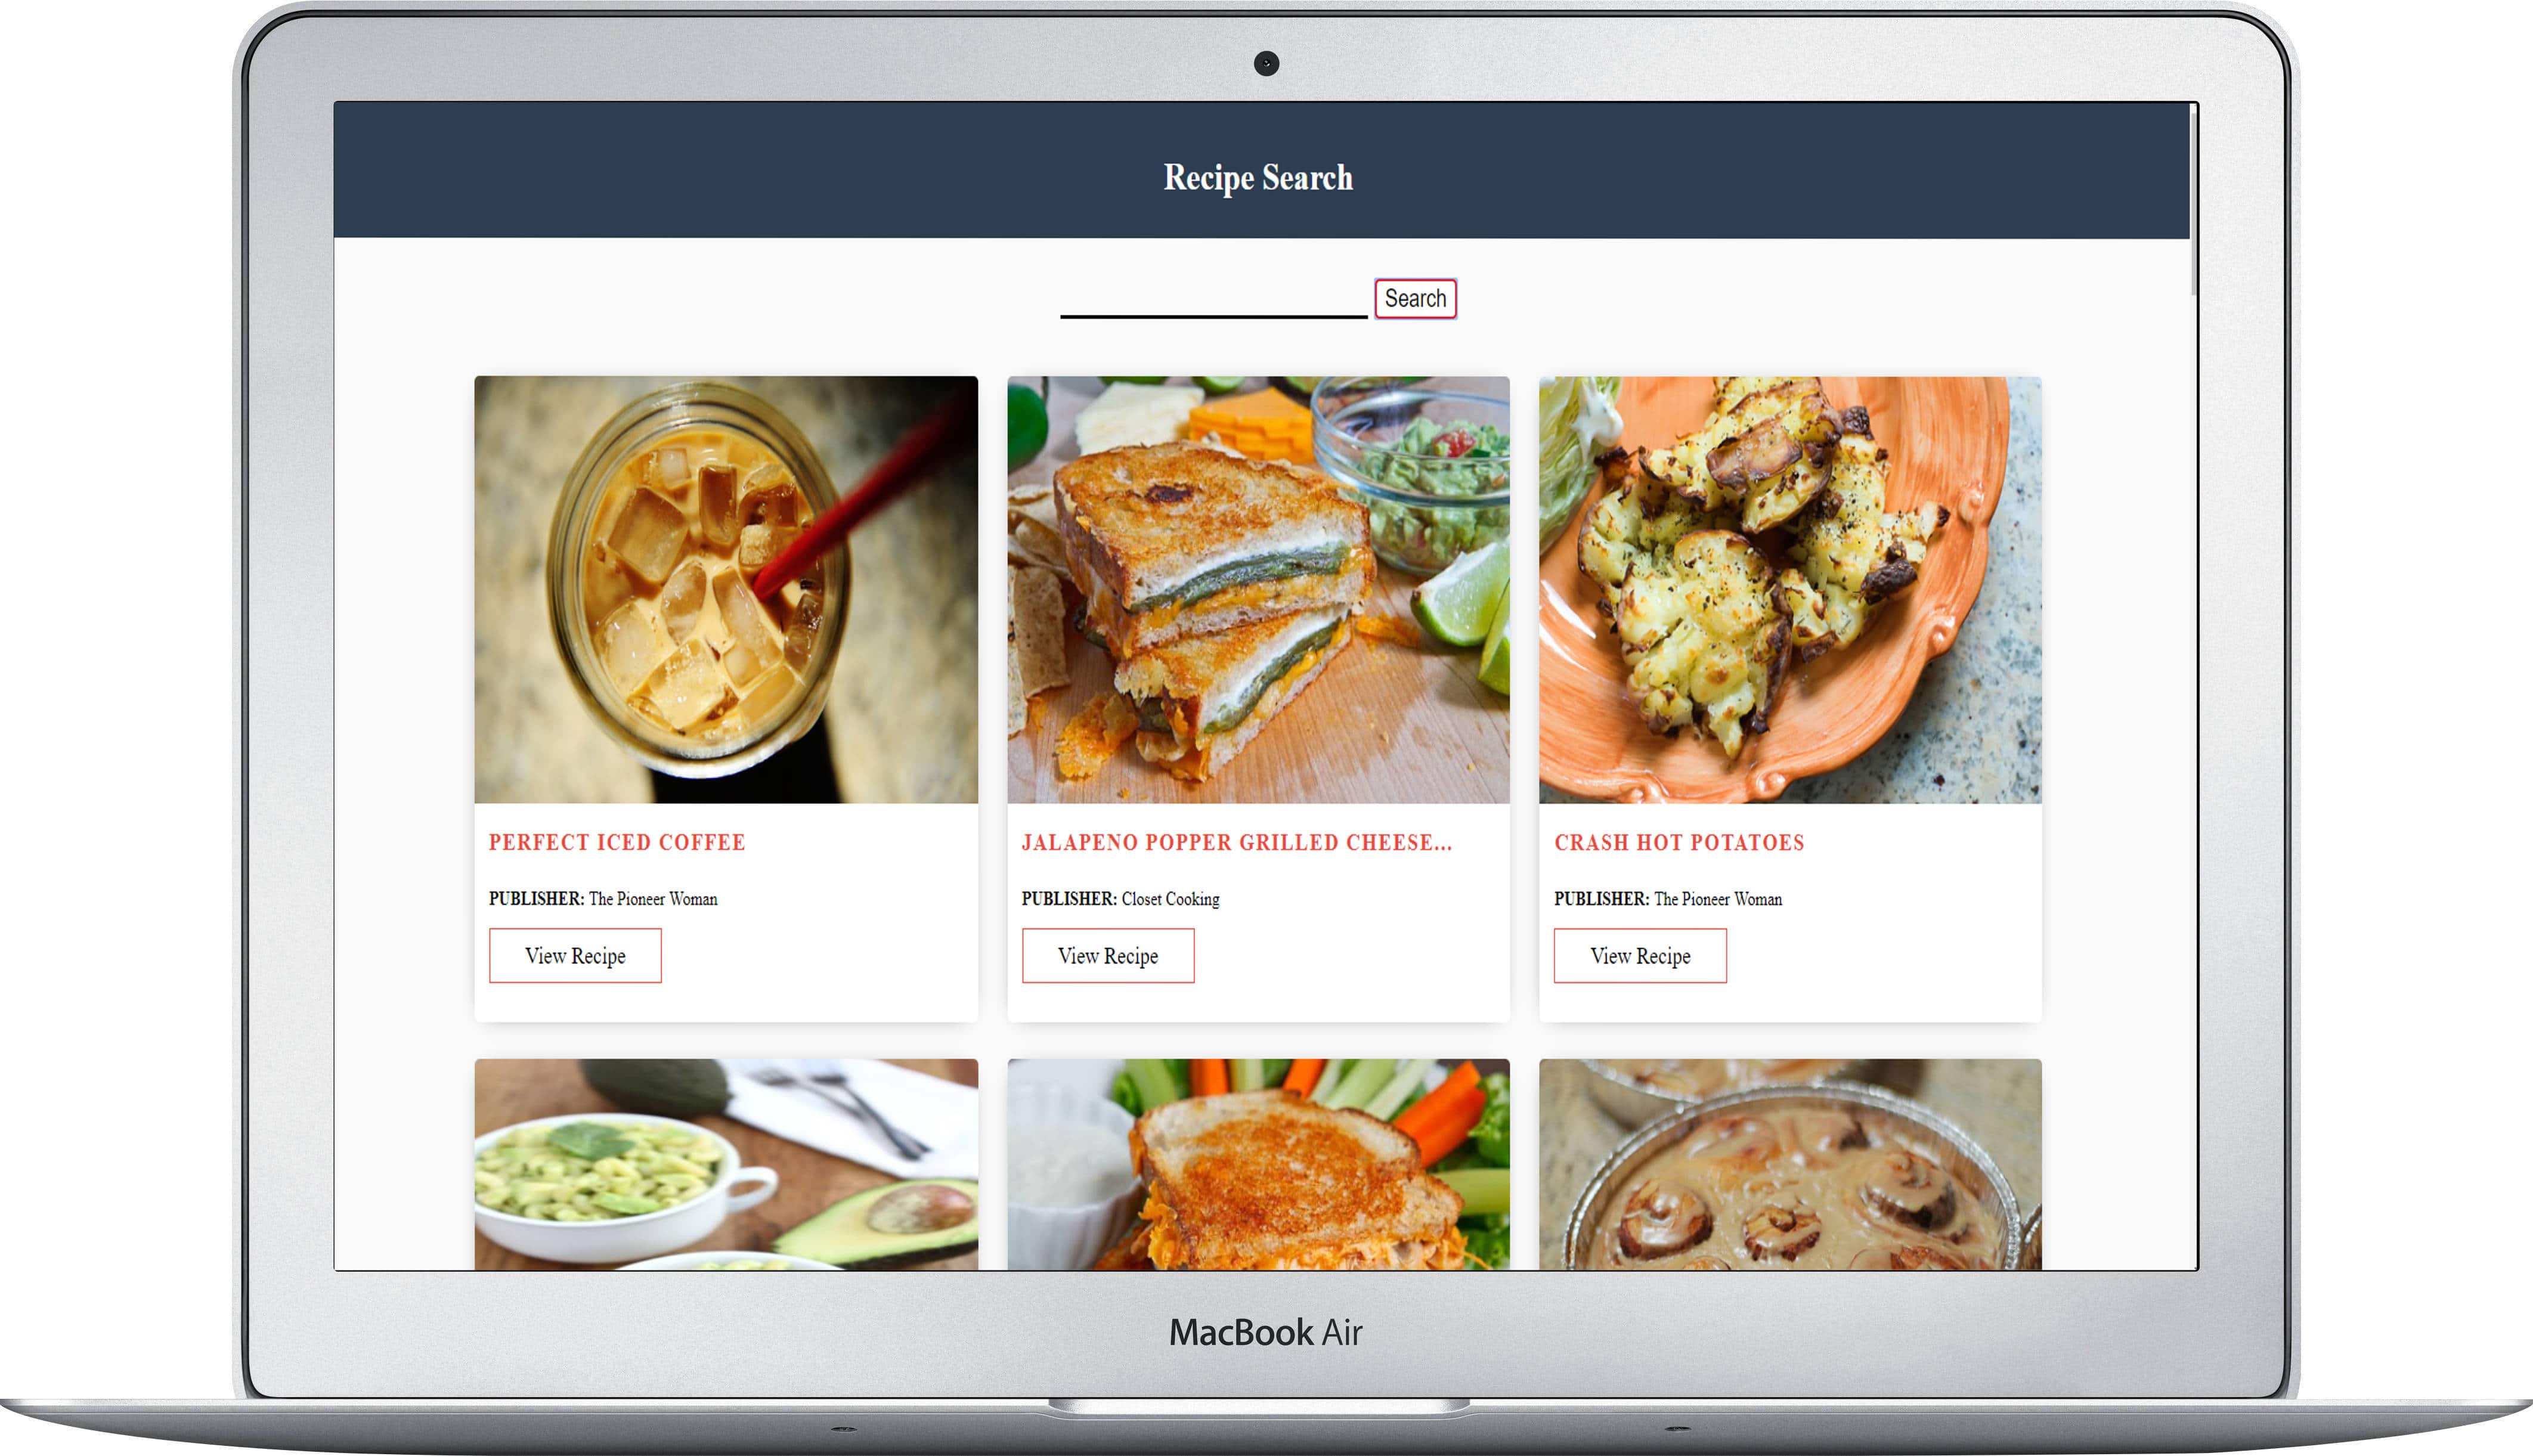 Recipe Search
Search
PERFECT ICED COFFEE
PUBLISHER: The Pioneer Woman
View Recipe
JALAPENO POPPER GRILLED CHEESE...
PUBLISHER: Closet Cooking
View Recipe
CRASH HOT POTATOES
PUBLISHER: The Pioneer Woman
View Recipe
MacBook Air